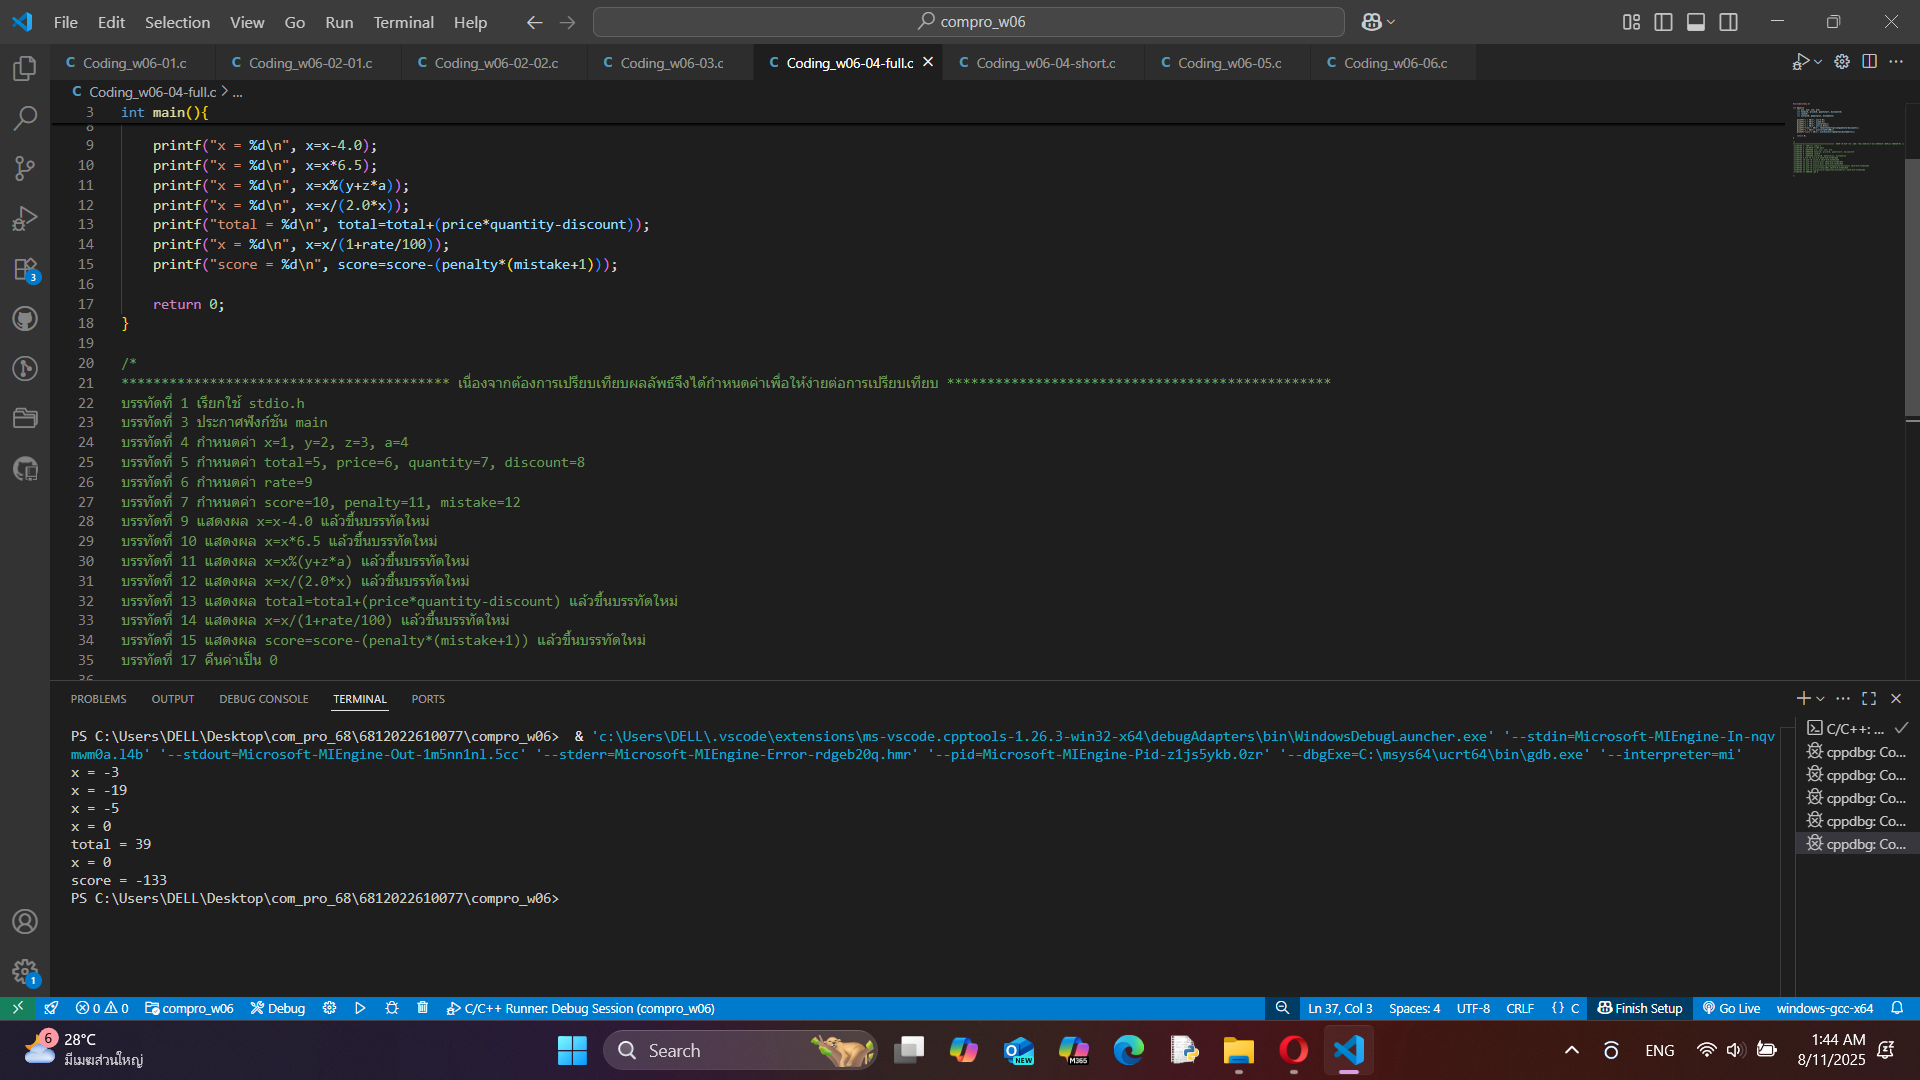 File Edit Selection View Go Run Terminal Help
compro_w06
Coding_w06-01.c
Coding_w06-02-01.c
Coding_w06-02-02.c
Coding_w06-03.c
Coding_w06-04-full.c
Coding_w06-04-short.c
Coding_w06-05.c
Coding_w06-06.c
Coding_w06-04-full.c > ...
3 int main(){
8
9 printf("x = %d\n", x=x-4.0);
10 printf("x = %d\n", x=x*6.5);
11 printf("x = %d\n", x=x%(y+z*a));
12 printf("x = %d\n", x=x/(2.0*x));
13 printf("total = %d\n", total=total+(price*quantity-discount));
14 printf("x = %d\n", x=x/(1+rate/100));
15 printf("score = %d\n", score=score-(penalty*(mistake+1)));
16
17 return 0;
18 }
19
20 /*
21 ***************************************** เนื่องจากต้องการเปรียบเทียบผลลัพธ์จึงได้กำหนดค่าเพื่อให้ง่ายต่อการเปรียบเทียบ ************************************************
22 บรรทัดที่ 1 เรียกใช้ stdio.h
23 บรรทัดที่ 3 ประกาศฟังก์ชัน main
24 บรรทัดที่ 4 กำหนดค่า x=1, y=2, z=3, a=4
25 บรรทัดที่ 5 กำหนดค่า total=5, price=6, quantity=7, discount=8
26 บรรทัดที่ 6 กำหนดค่า rate=9
27 บรรทัดที่ 7 กำหนดค่า score=10, penalty=11, mistake=12
28 บรรทัดที่ 9 แสดงผล x=x-4.0 แล้วขึ้นบรรทัดใหม่
29 บรรทัดที่ 10 แสดงผล x=x*6.5 แล้วขึ้นบรรทัดใหม่
30 บรรทัดที่ 11 แสดงผล x=x%(y+z*a) แล้วขึ้นบรรทัดใหม่
31 บรรทัดที่ 12 แสดงผล x=x/(2.0*x) แล้วขึ้นบรรทัดใหม่
32 บรรทัดที่ 13 แสดงผล total=total+(price*quantity-discount) แล้วขึ้นบรรทัดใหม่
33 บรรทัดที่ 14 แสดงผล x=x/(1+rate/100) แล้วขึ้นบรรทัดใหม่
34 บรรทัดที่ 15 แสดงผล score=score-(penalty*(mistake+1)) แล้วขึ้นบรรทัดใหม่
35 บรรทัดที่ 17 คืนค่าเป็น 0
36
3
1
PROBLEMS OUTPUT DEBUG CONSOLE TERMINAL PORTS
PS C:\Users\DELL\Desktop\com_pro_68\6812022610077\compro_w06> & 'c:\Users\DELL\.vscode\extensions\ms-vscode.cpptools-1.26.3-win32-x64\debugAdapters\bin\WindowsDebugLauncher.exe' '--stdin=Microsoft-MIEngine-In-nqv
mwm0a.l4b' '--stdout=Microsoft-MIEngine-Out-1m5nn1nl.5cc' '--stderr=Microsoft-MIEngine-Error-rdgeb20q.hmr' '--pid=Microsoft-MIEngine-Pid-z1js5ykb.0zr' '--dbgExe=C:\msys64\ucrt64\bin\gdb.exe' '--interpreter=mi'
x = -3
x = -19
x = -5
x = 0
total = 39
x = 0
score = -133
PS C:\Users\DELL\Desktop\com_pro_68\6812022610077\compro_w06>
C/C++: ...
cppdbg: Co...
cppdbg: Co...
cppdbg: Co...
cppdbg: Co...
cppdbg: Co...
0 0 compro_w06 Debug C/C++ Runner: Debug Session (compro_w06) Ln 37, Col 3 Spaces: 4 UTF-8 CRLF {} C Finish Setup Go Live windows-gcc-x64
6
28°C
มีเมฆส่วนใหญ่
Search
NEW
M365
ENG
1:44 AM
8/11/2025